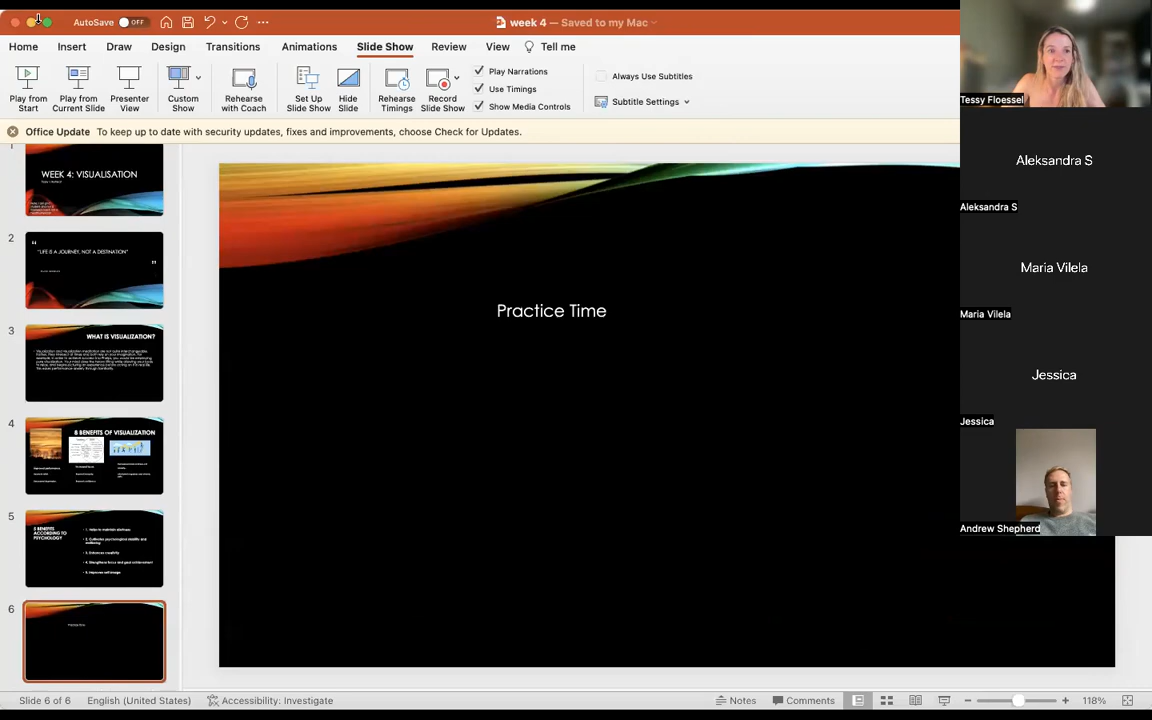 AutoSave OFF
week 4 — Saved to my Mac
Home Insert Draw Design Transitions Animations Slide Show Review View Tell me
Play from Start
Play from Current Slide
Presenter View
Custom Show
Rehearse with Coach
Set Up Slide Show
Hide Slide
Rehearse Timings
Record Slide Show
Play Narrations
Use Timings
Show Media Controls
Always Use Subtitles
Subtitle Settings
Office Update To keep up to date with security updates, fixes and improvements, choose Check for Updates.
1
WEEK 4: VISUALISATION
2
"LIFE IS A JOURNEY, NOT A DESTINATION"
3
WHAT IS VISUALIZATION?
4
8 BENEFITS OF VISUALIZATION
5
5 BENEFITS
ACCORDING TO
PSYCHOLOGY
6
Practice Time
Practice Time
Tessy Floessel
Aleksandra S
Aleksandra S
Maria Vilela
Maria Vilela
Jessica
Jessica
Andrew Shepherd
Slide 6 of 6 English (United States) Accessibility: Investigate Notes Comments 118%